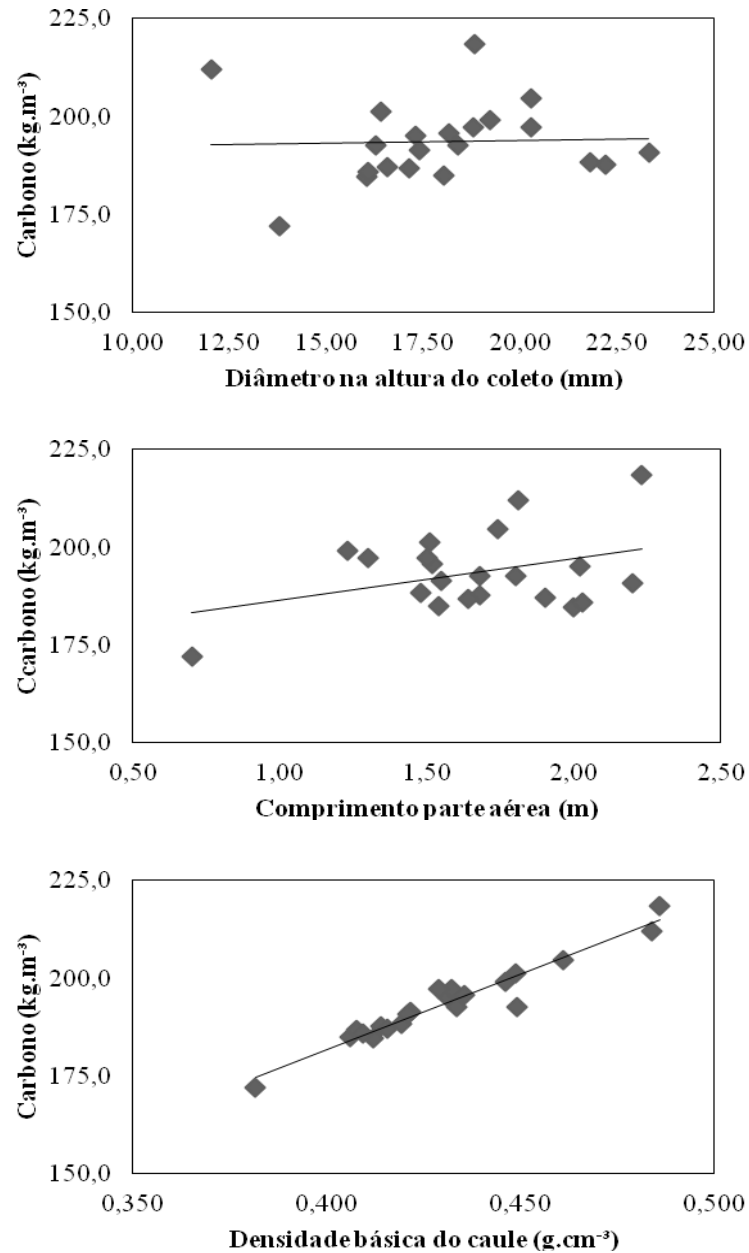 225,0
200,0
175,0
150,0
Carbono (kg.m⁻³)
10,00 12,50 15,00 17,50 20,00 22,50 25,00
Diâmetro na altura do coleto (mm)
225,0
200,0
175,0
150,0
Ccarbono (kg.m⁻³)
0,50 1,00 1,50 2,00 2,50
Comprimento parte aérea (m)
225,0
200,0
175,0
150,0
Carbono (kg.m⁻³)
0,350 0,400 0,450 0,500
Densidade básica do caule (g.cm⁻³)